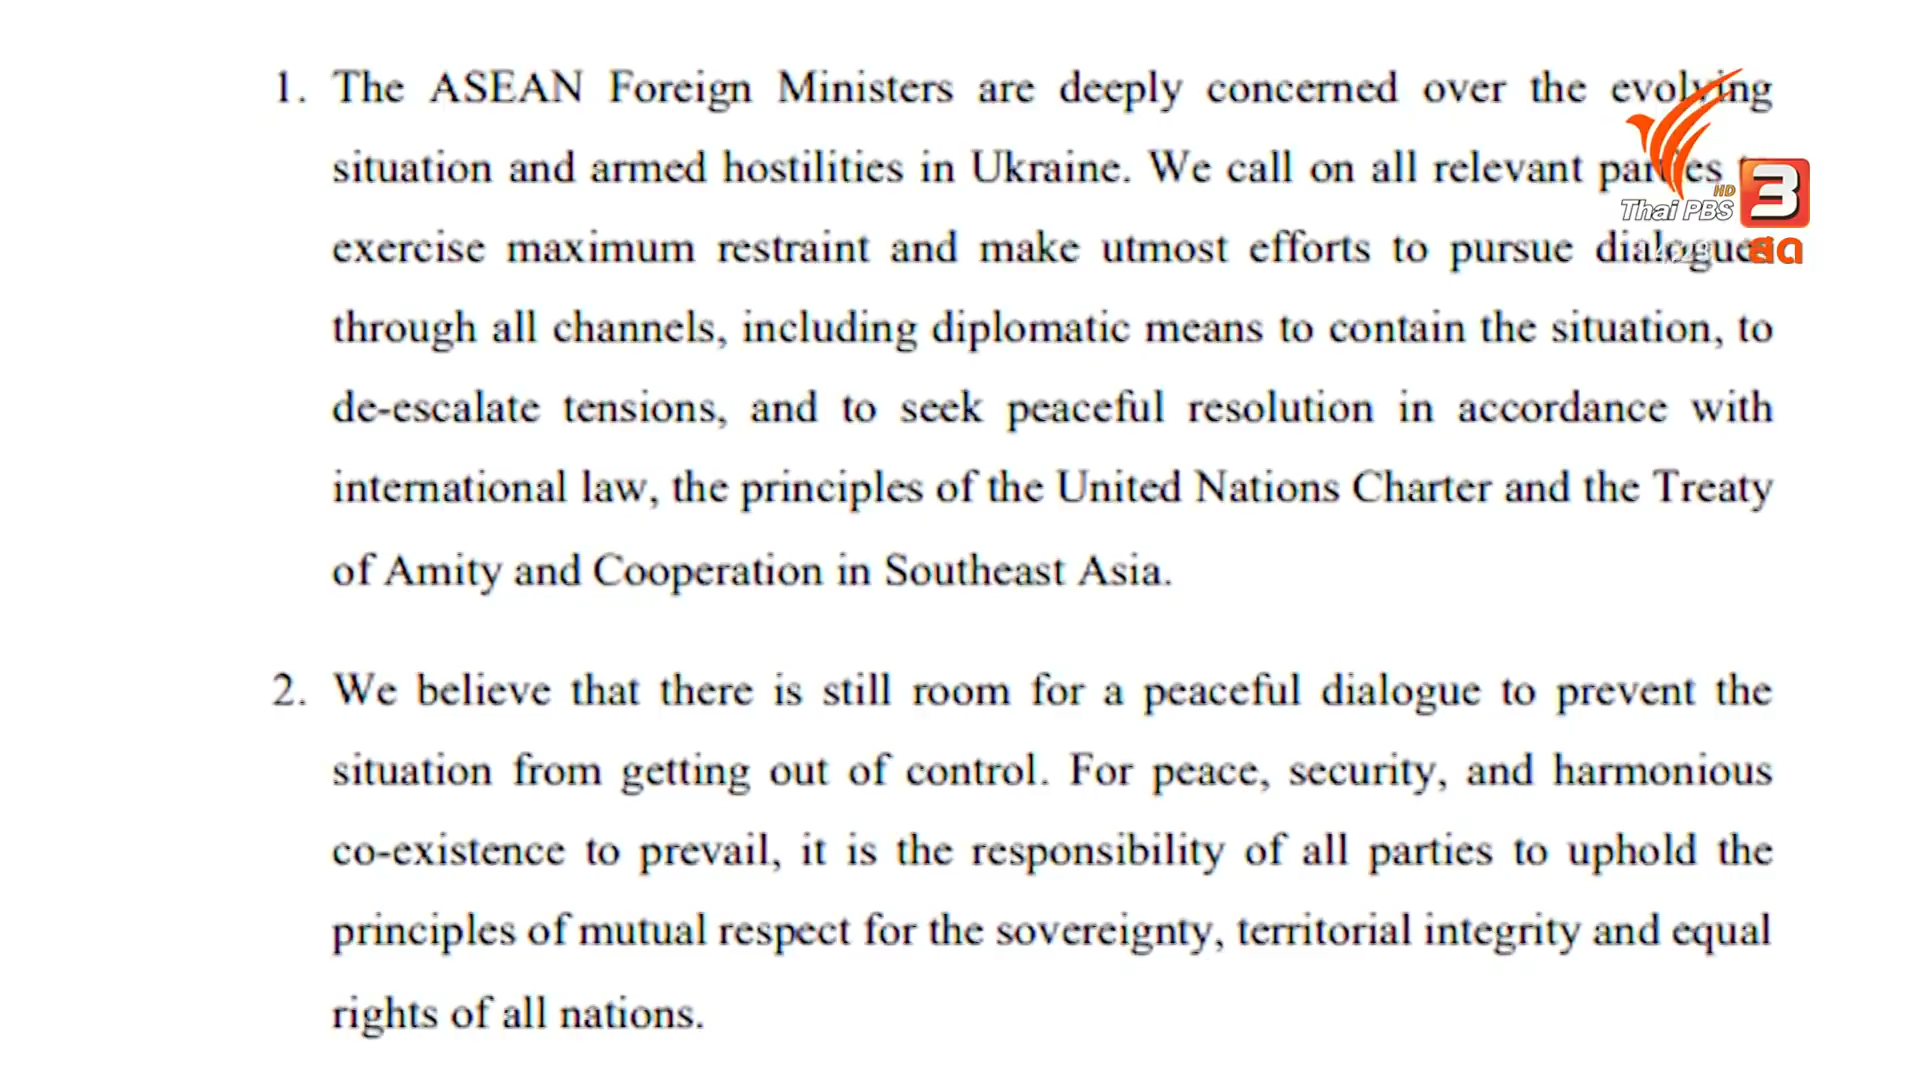 1. The ASEAN Foreign Ministers are deeply concerned over the evolving
situation and armed hostilities in Ukraine. We call on all relevant parties
exercise maximum restraint and make utmost efforts to pursue dialogues
through all channels, including diplomatic means to contain the situation, to
de-escalate tensions, and to seek peaceful resolution in accordance with
international law, the principles of the United Nations Charter and the Treaty
of Amity and Cooperation in Southeast Asia.
2. We believe that there is still room for a peaceful dialogue to prevent the
situation from getting out of control. For peace, security, and harmonious
co-existence to prevail, it is the responsibility of all parties to uphold the
principles of mutual respect for the sovereignty, territorial integrity and equal
rights of all nations.
HD
Thai PBS 3
สด